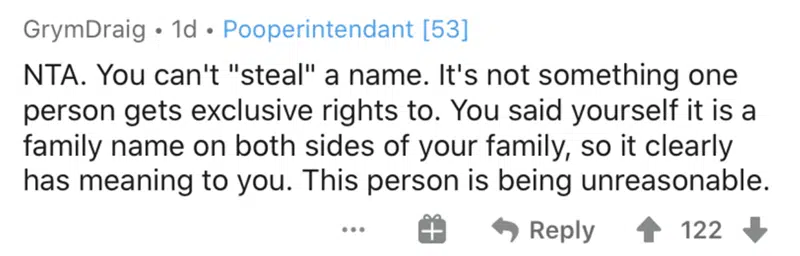 GrymDraig • 1d • Pooperintendant [53]
NTA. You can't "steal" a name. It's not something one
person gets exclusive rights to. You said yourself it is a
family name on both sides of your family, so it clearly
has meaning to you. This person is being unreasonable.
... Reply 122